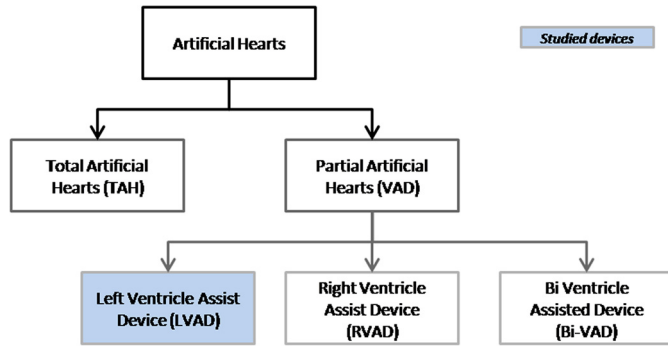 Artificial Hearts
Studied devices
Total Artificial
Hearts (TAH)
Partial Artificial
Hearts (VAD)
Left Ventricle Assist
Device (LVAD)
Right Ventricle
Assist Device
(RVAD)
Bi Ventricle
Assisted Device
(Bi-VAD)